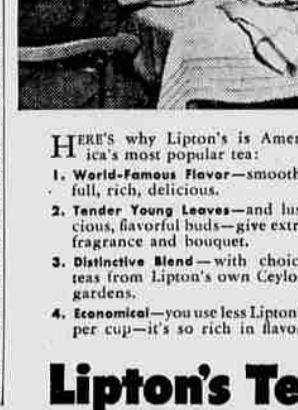 HERE'S why Lipton's is Amer
ica's most popular tea:
1. World-Famous Flavor—smooth
full, rich, delicious.
2. Tender Young Leaves—and lus
cious, flavorful buds—give extr
fragrance and bouquet.
3. Distinctive Blend—with choic
teas from Lipton's own Ceylo
gardens.
4. Economical—you use less Lipton'
per cup—it's so rich in flavo
Lipton's Te